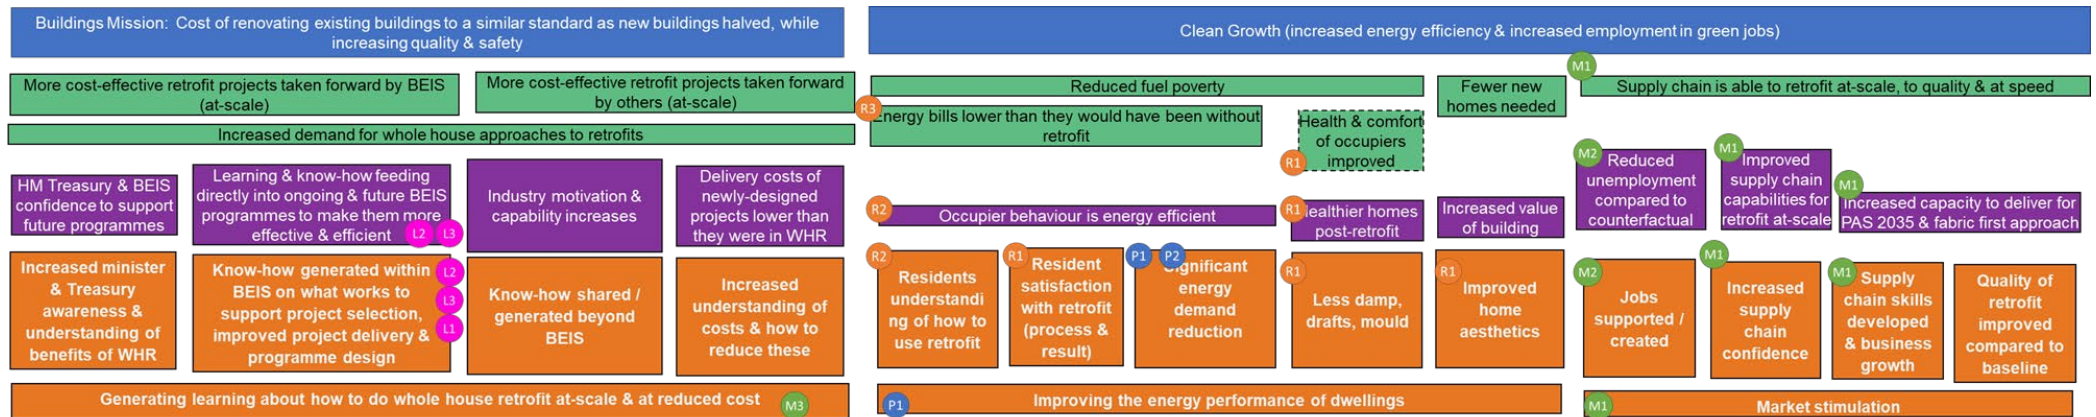 Buildings Mission: Cost of renovating existing buildings to a similar standard as new buildings halved, while
increasing quality & safety
Clean Growth (increased energy efficiency & increased employment in green jobs)
More cost-effective retrofit projects taken forward by BEIS
(at-scale)
More cost-effective retrofit projects taken forward
by others (at-scale)
Increased demand for whole house approaches to retrofits
Reduced fuel poverty
R3
Energy bills lower than they would have been without
retrofit
Health & comfort
of occupiers
improved
R1
Fewer new
homes needed
M1
Supply chain is able to retrofit at-scale, to quality & at speed
HM Treasury & BEIS
confidence to support
future programmes
Learning & know-how feeding
directly into ongoing & future BEIS
programmes to make them more
effective & efficient
L2
L3
Industry motivation &
capability increases
Delivery costs of
newly-designed
projects lower than
they were in WHR
R2
Occupier behaviour is energy efficient
R1
Healthier homes
post-retrofit
Increased value
of building
M2
Reduced
unemployment
compared to
counterfactual
M1
Improved
supply chain
capabilities for
retrofit at-scale
M1
Increased capacity to deliver for
PAS 2035 & fabric first approach
Increased minister
& Treasury
awareness &
understanding of
benefits of WHR
Know-how generated within
BEIS on what works to
support project selection,
improved project delivery &
programme design
L2
L3
L1
Know-how shared /
generated beyond
BEIS
Increased
understanding of
costs & how to
reduce these
R2
Residents
understandi
ng of how to
use retrofit
R1
Resident
satisfaction
with retrofit
(process &
result)
P1
P2
Significant
energy
demand
reduction
R1
Less damp,
drafts, mould
R1
Improved
home
aesthetics
M2
Jobs
supported /
created
M1
Increased
supply
chain
confidence
M1
Supply
chain skills
developed
& business
growth
Quality of
retrofit
improved
compared to
baseline
Generating learning about how to do whole house retrofit at-scale & at reduced cost
M3
P1
Improving the energy performance of dwellings
M1
Market stimulation